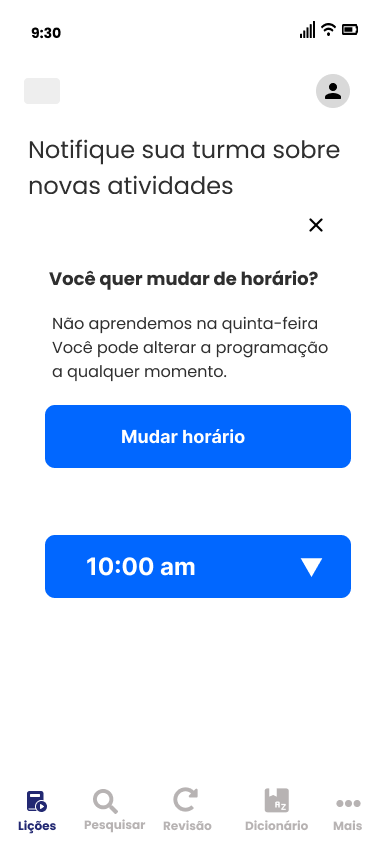 9:30
Notifique sua turma sobre
novas atividades
Você quer mudar de horário?
Não aprendemos na quinta-feira
Você pode alterar a programação
a qualquer momento.
Mudar horário
10:00 am
Lições
Pesquisar
Revisão
Dicionário
Mais